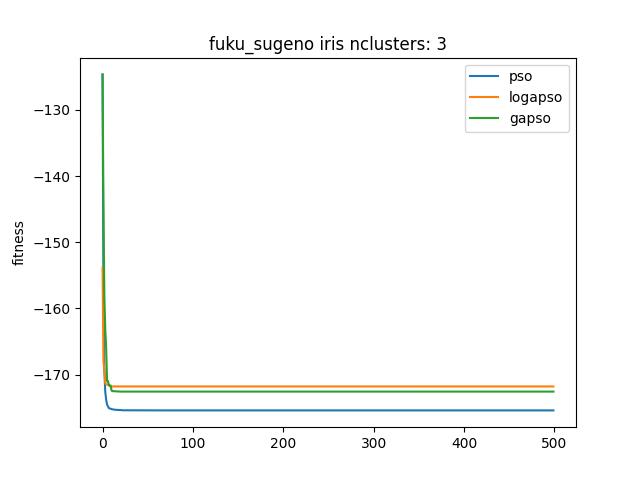 fuku_sugeno iris nclusters: 3
pso
logapso
gapso
fitness
−130
−140
−150
−160
−170
0 100 200 300 400 500